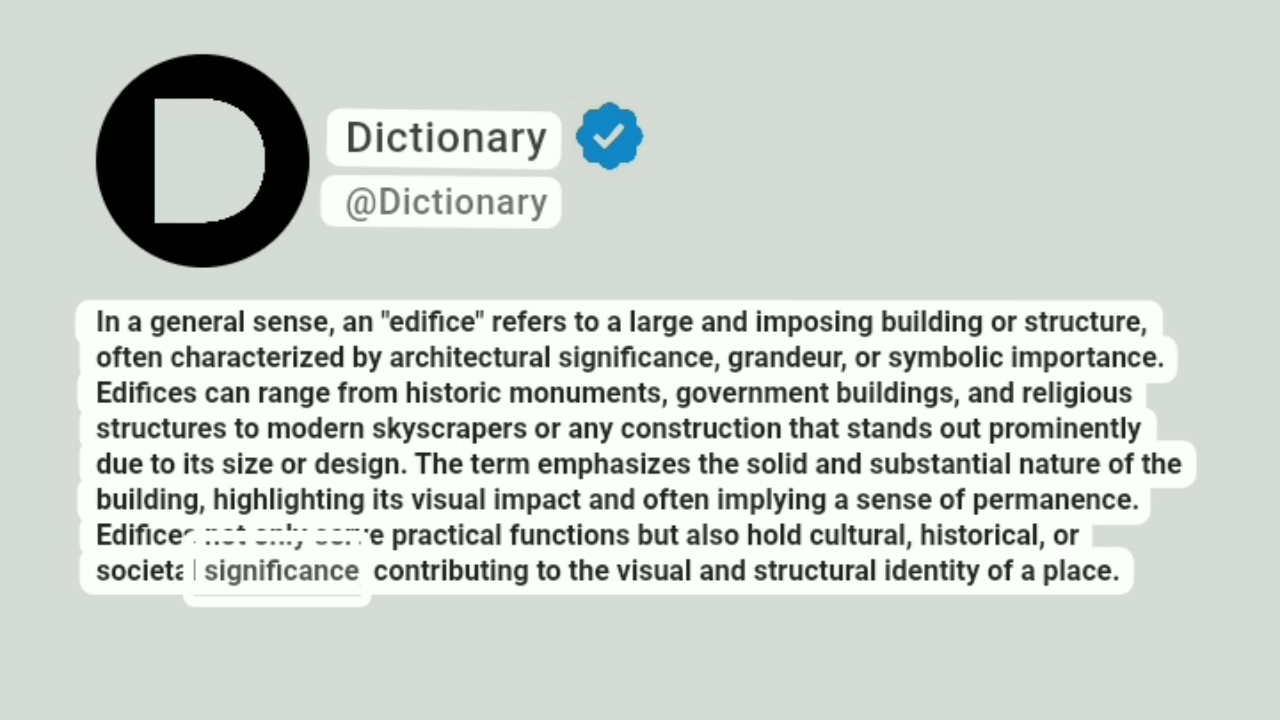 D
Dictionary
@Dictionary
In a general sense, an "edifice" refers to a large and imposing building or structure,
often characterized by architectural significance, grandeur, or symbolic importance.
Edifices can range from historic monuments, government buildings, and religious
structures to modern skyscrapers or any construction that stands out prominently
due to its size or design. The term emphasizes the solid and substantial nature of the
building, highlighting its visual impact and often implying a sense of permanence.
Edifices not only serve practical functions but also hold cultural, historical, or
societal significance contributing to the visual and structural identity of a place.